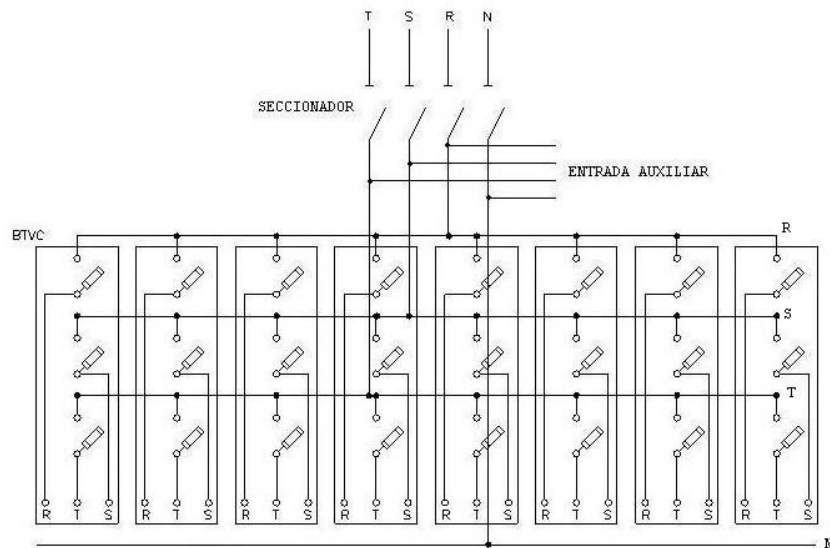 T S R N
SECCIONADOR
ENTRADA AUXILIAR
BTVC
R
S
T
R T S R T S R T S R T S R T S R T S R T S R T S
N